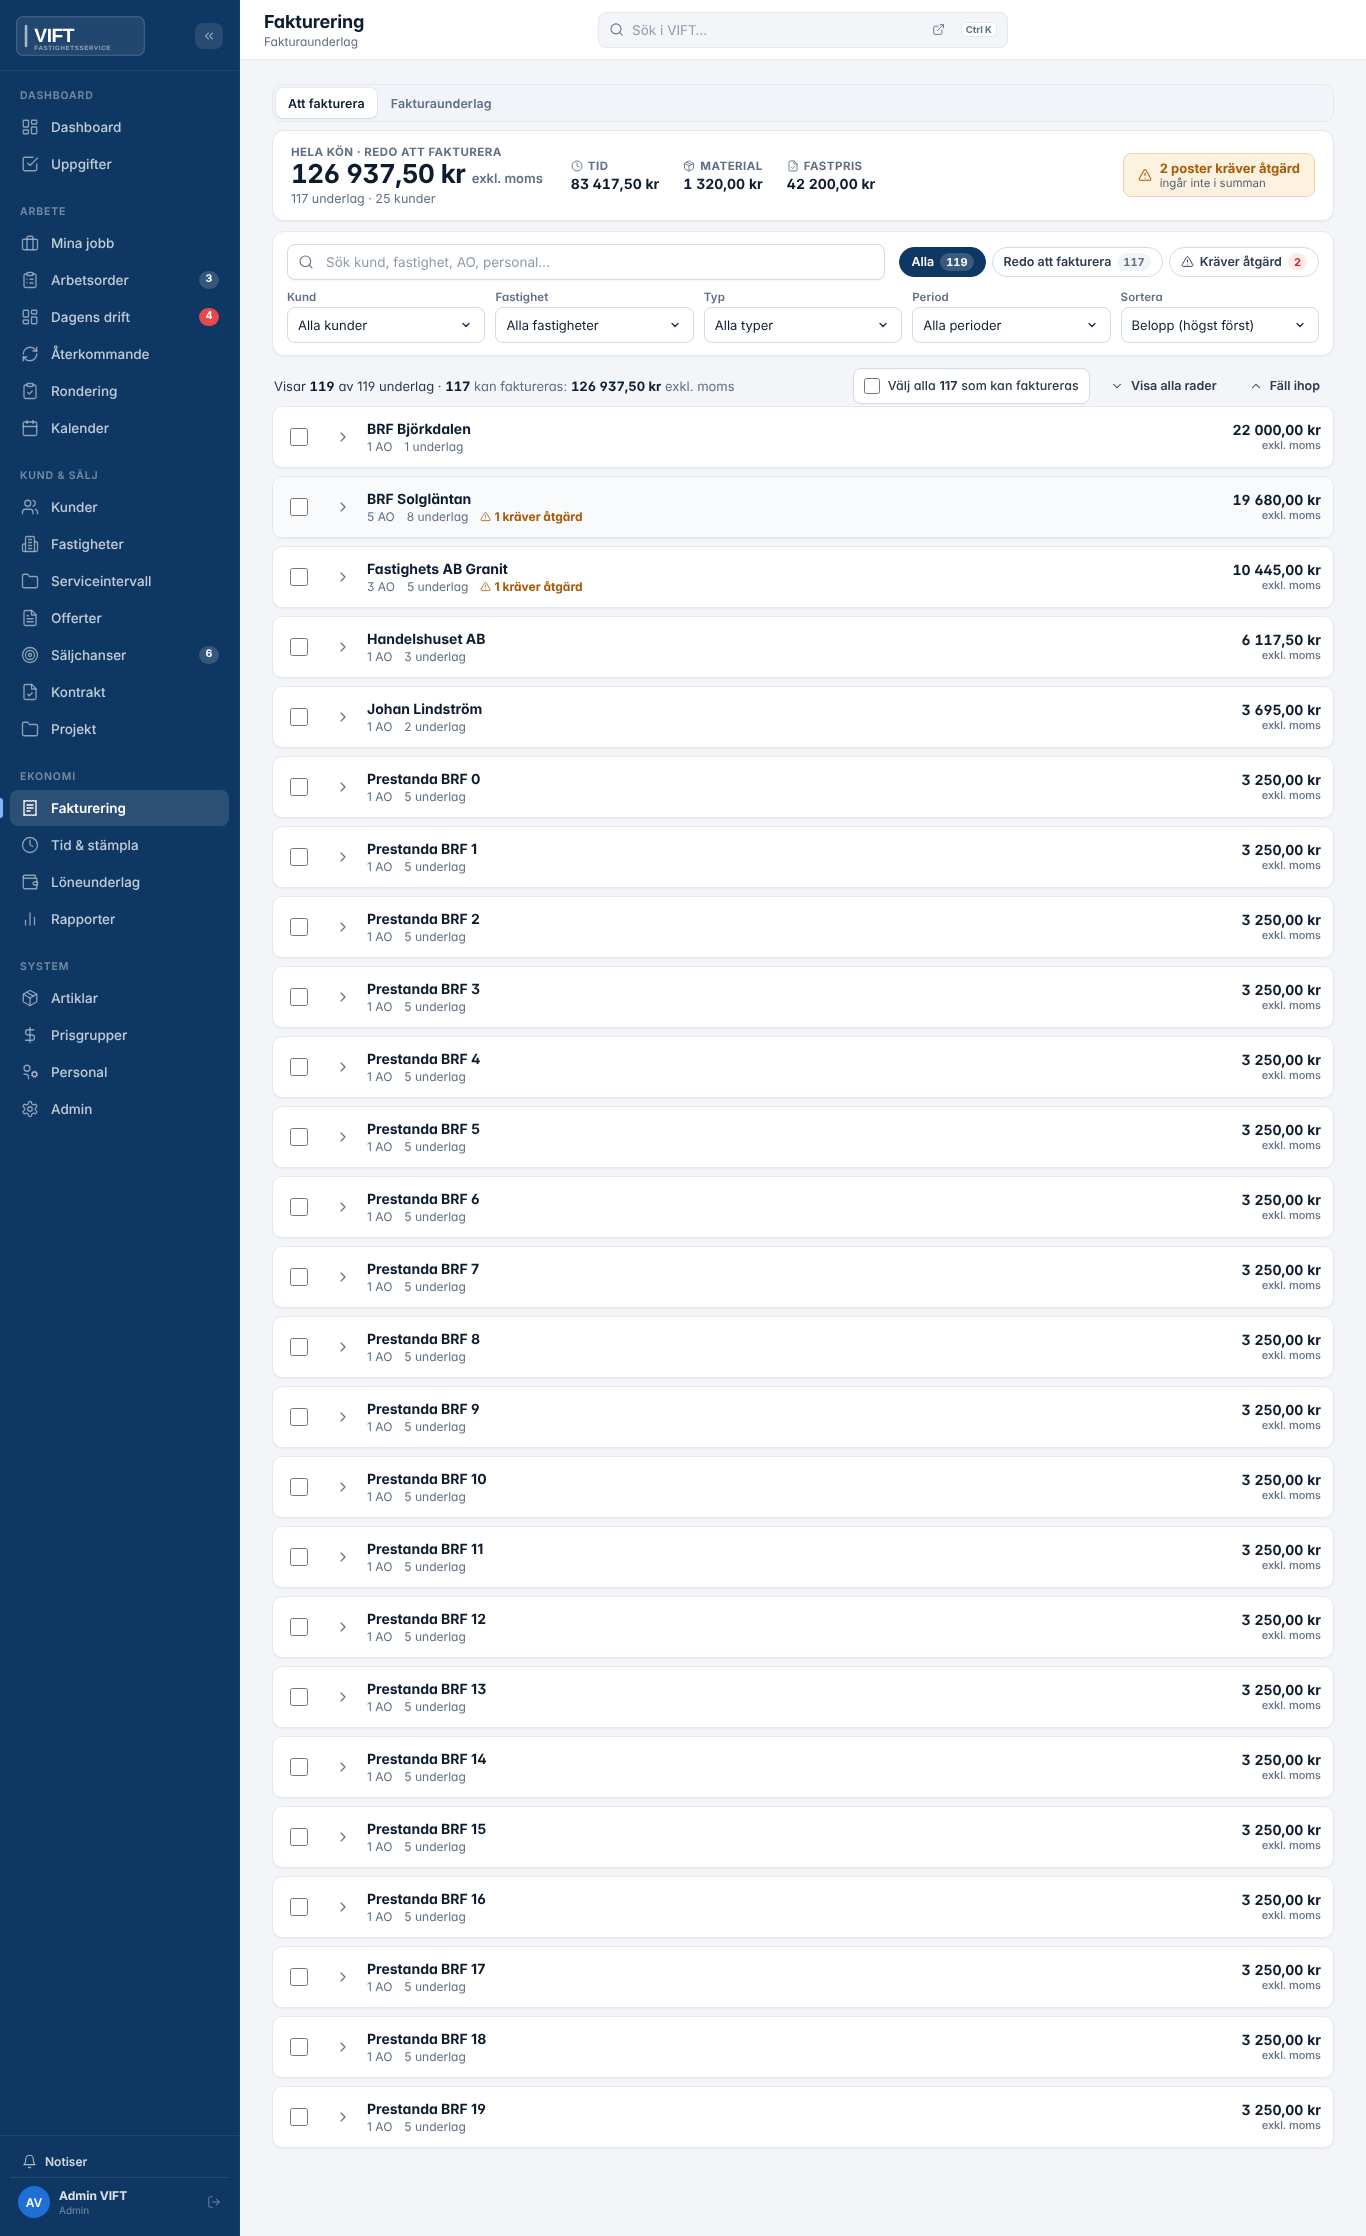 VIFT
FASTIGHETSSERVICE
DASHBOARD
Dashboard
Uppgifter
ARBETE
Mina jobb
Arbetsorder 3
Dagens drift 4
Återkommande
Rondering
Kalender
KUND & SÄLJ
Kunder
Fastigheter
Serviceintervall
Offerter
Säljchanser 6
Kontrakt
Projekt
EKONOMI
Fakturering
Tid & stämpla
Löneunderlag
Rapporter
SYSTEM
Artiklar
Prisgrupper
Personal
Admin
Notiser
AV Admin VIFT
Admin
Fakturering
Fakturaunderlag
Sök i VIFT... Ctrl K
Att fakturera Fakturaunderlag
HELA KÖN · REDO ATT FAKTURERA
126 937,50 kr exkl. moms
117 underlag · 25 kunder
TID
83 417,50 kr
MATERIAL
1 320,00 kr
FASTPRIS
42 200,00 kr
2 poster kräver åtgärd
ingår inte i summan
Sök kund, fastighet, AO, personal...
Alla 119 Redo att fakturera 117 Kräver åtgärd 2
Kund Fastighet Typ Period Sortera
Alla kunder Alla fastigheter Alla typer Alla perioder Belopp (högst först)
Visar 119 av 119 underlag · 117 kan faktureras: 126 937,50 kr exkl. moms
Välj alla 117 som kan faktureras Visa alla rader Fäll ihop
BRF Björkdalen 22 000,00 kr
1 AO 1 underlag exkl. moms
BRF Solgläntan 19 680,00 kr
5 AO 8 underlag 1 kräver åtgärd exkl. moms
Fastighets AB Granit 10 445,00 kr
3 AO 5 underlag 1 kräver åtgärd exkl. moms
Handelshuset AB 6 117,50 kr
1 AO 3 underlag exkl. moms
Johan Lindström 3 695,00 kr
1 AO 2 underlag exkl. moms
Prestanda BRF 0 3 250,00 kr
1 AO 5 underlag exkl. moms
Prestanda BRF 1 3 250,00 kr
1 AO 5 underlag exkl. moms
Prestanda BRF 2 3 250,00 kr
1 AO 5 underlag exkl. moms
Prestanda BRF 3 3 250,00 kr
1 AO 5 underlag exkl. moms
Prestanda BRF 4 3 250,00 kr
1 AO 5 underlag exkl. moms
Prestanda BRF 5 3 250,00 kr
1 AO 5 underlag exkl. moms
Prestanda BRF 6 3 250,00 kr
1 AO 5 underlag exkl. moms
Prestanda BRF 7 3 250,00 kr
1 AO 5 underlag exkl. moms
Prestanda BRF 8 3 250,00 kr
1 AO 5 underlag exkl. moms
Prestanda BRF 9 3 250,00 kr
1 AO 5 underlag exkl. moms
Prestanda BRF 10 3 250,00 kr
1 AO 5 underlag exkl. moms
Prestanda BRF 11 3 250,00 kr
1 AO 5 underlag exkl. moms
Prestanda BRF 12 3 250,00 kr
1 AO 5 underlag exkl. moms
Prestanda BRF 13 3 250,00 kr
1 AO 5 underlag exkl. moms
Prestanda BRF 14 3 250,00 kr
1 AO 5 underlag exkl. moms
Prestanda BRF 15 3 250,00 kr
1 AO 5 underlag exkl. moms
Prestanda BRF 16 3 250,00 kr
1 AO 5 underlag exkl. moms
Prestanda BRF 17 3 250,00 kr
1 AO 5 underlag exkl. moms
Prestanda BRF 18 3 250,00 kr
1 AO 5 underlag exkl. moms
Prestanda BRF 19 3 250,00 kr
1 AO 5 underlag exkl. moms